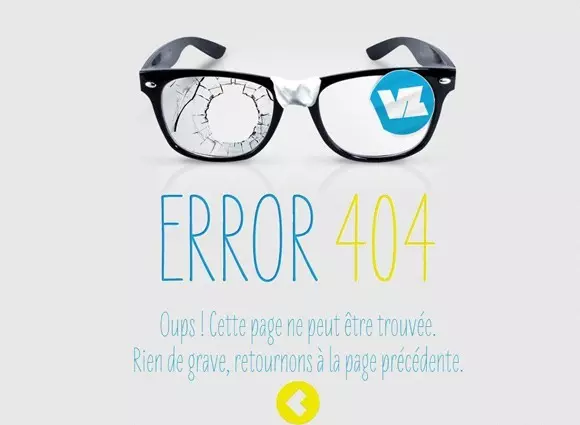 VZ
ERROR 404
Oups ! Cette page ne peut être trouvée.
Rien de grave, retournons à la page précédente.